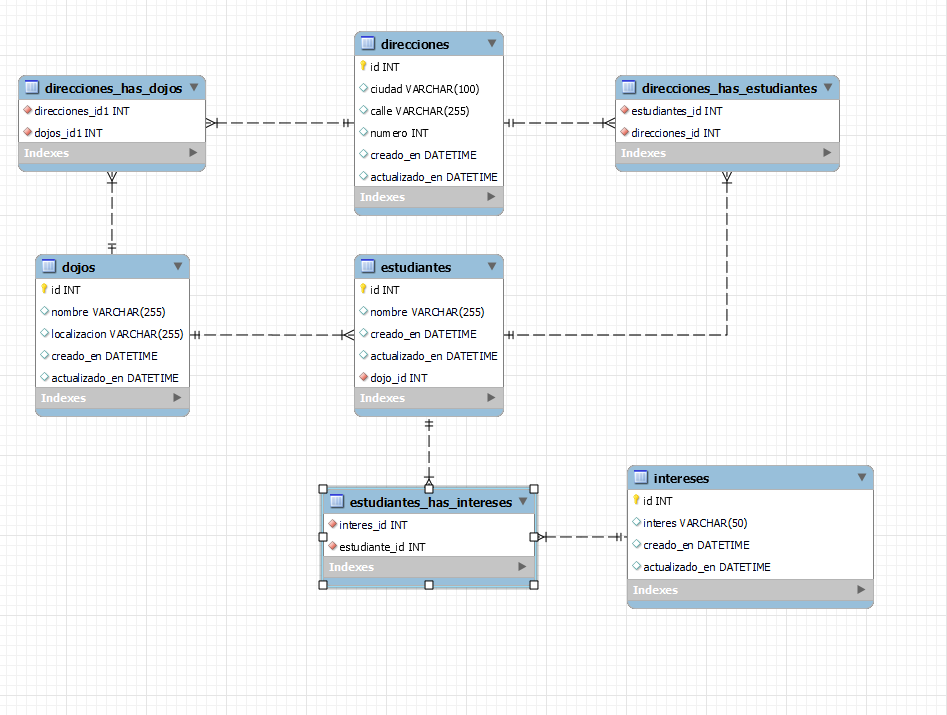 direcciones
id INT
ciudad VARCHAR(100)
calle VARCHAR(255)
numero INT
creado_en DATETIME
actualizado_en DATETIME
Indexes
direcciones_has_dojos
direcciones_id1 INT
dojos_id1 INT
Indexes
direcciones_has_estudiantes
estudiantes_id INT
direcciones_id INT
Indexes
dojos
id INT
nombre VARCHAR(255)
localizacion VARCHAR(255)
creado_en DATETIME
actualizado_en DATETIME
Indexes
estudiantes
id INT
nombre VARCHAR(255)
creado_en DATETIME
actualizado_en DATETIME
dojo_id INT
Indexes
estudiantes_has_intereses
interes_id INT
estudiante_id INT
Indexes
intereses
id INT
interes VARCHAR(50)
creado_en DATETIME
actualizado_en DATETIME
Indexes